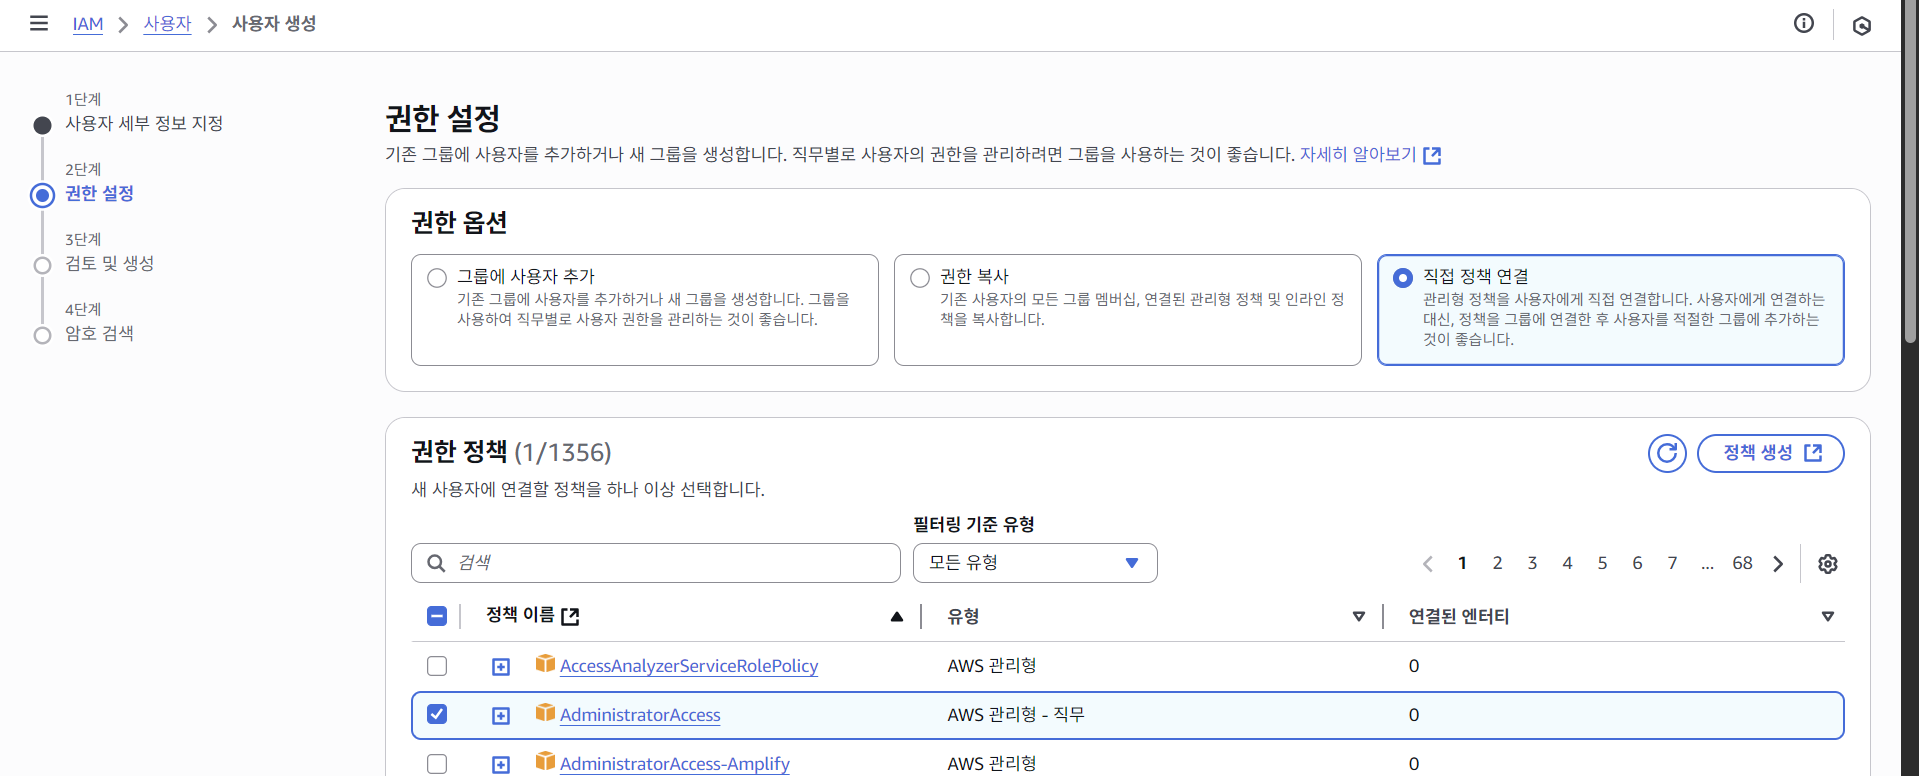 IAM > 사용자 > 사용자 생성
1단계
사용자 세부 정보 지정
2단계
권한 설정
3단계
검토 및 생성
4단계
암호 검색
권한 설정
기존 그룹에 사용자를 추가하거나 새 그룹을 생성합니다. 직무별로 사용자의 권한을 관리하려면 그룹을 사용하는 것이 좋습니다. 자세히 알아보기
권한 옵션
그룹에 사용자 추가
기존 그룹에 사용자를 추가하거나 새 그룹을 생성합니다. 그룹을
사용하여 직무별로 사용자 권한을 관리하는 것이 좋습니다.
권한 복사
기존 사용자의 모든 그룹 멤버십, 연결된 관리형 정책 및 인라인 정
책을 복사합니다.
직접 정책 연결
관리형 정책을 사용자에게 직접 연결합니다. 사용자에게 연결하는
대신, 정책을 그룹에 연결한 후 사용자를 적절한 그룹에 추가하는
것이 좋습니다.
권한 정책 (1/1356)
정책 생성
새 사용자에 연결할 정책을 하나 이상 선택합니다.
필터링 기준 유형
검색
모든 유형
1 2 3 4 5 6 7 ... 68
정책 이름 유형 연결된 엔터티
AccessAnalyzerServiceRolePolicy AWS 관리형 0
AdministratorAccess AWS 관리형 - 직무 0
AdministratorAccess-Amplify AWS 관리형 0